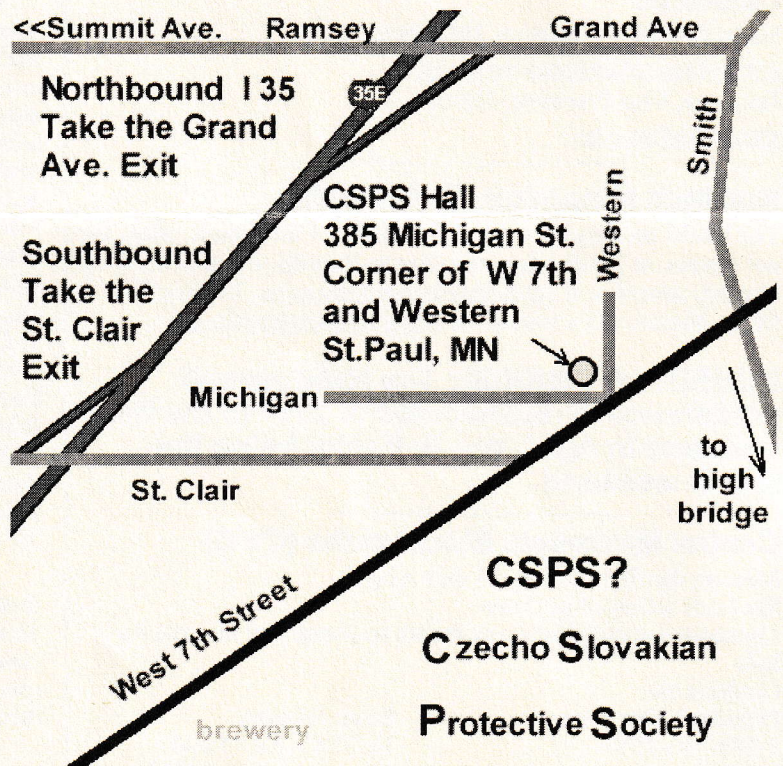 <<Summit Ave. Ramsey Grand Ave
Northbound I 35
Take the Grand
Ave. Exit
35E
Smith
CSPS Hall
385 Michigan St.
Corner of W 7th
and Western
St.Paul, MN
Western
Southbound
Take the
St. Clair
Exit
Michigan
St. Clair
to
high
bridge
West 7th Street
brewery
CSPS?
Czecho Slovakian
Protective Society